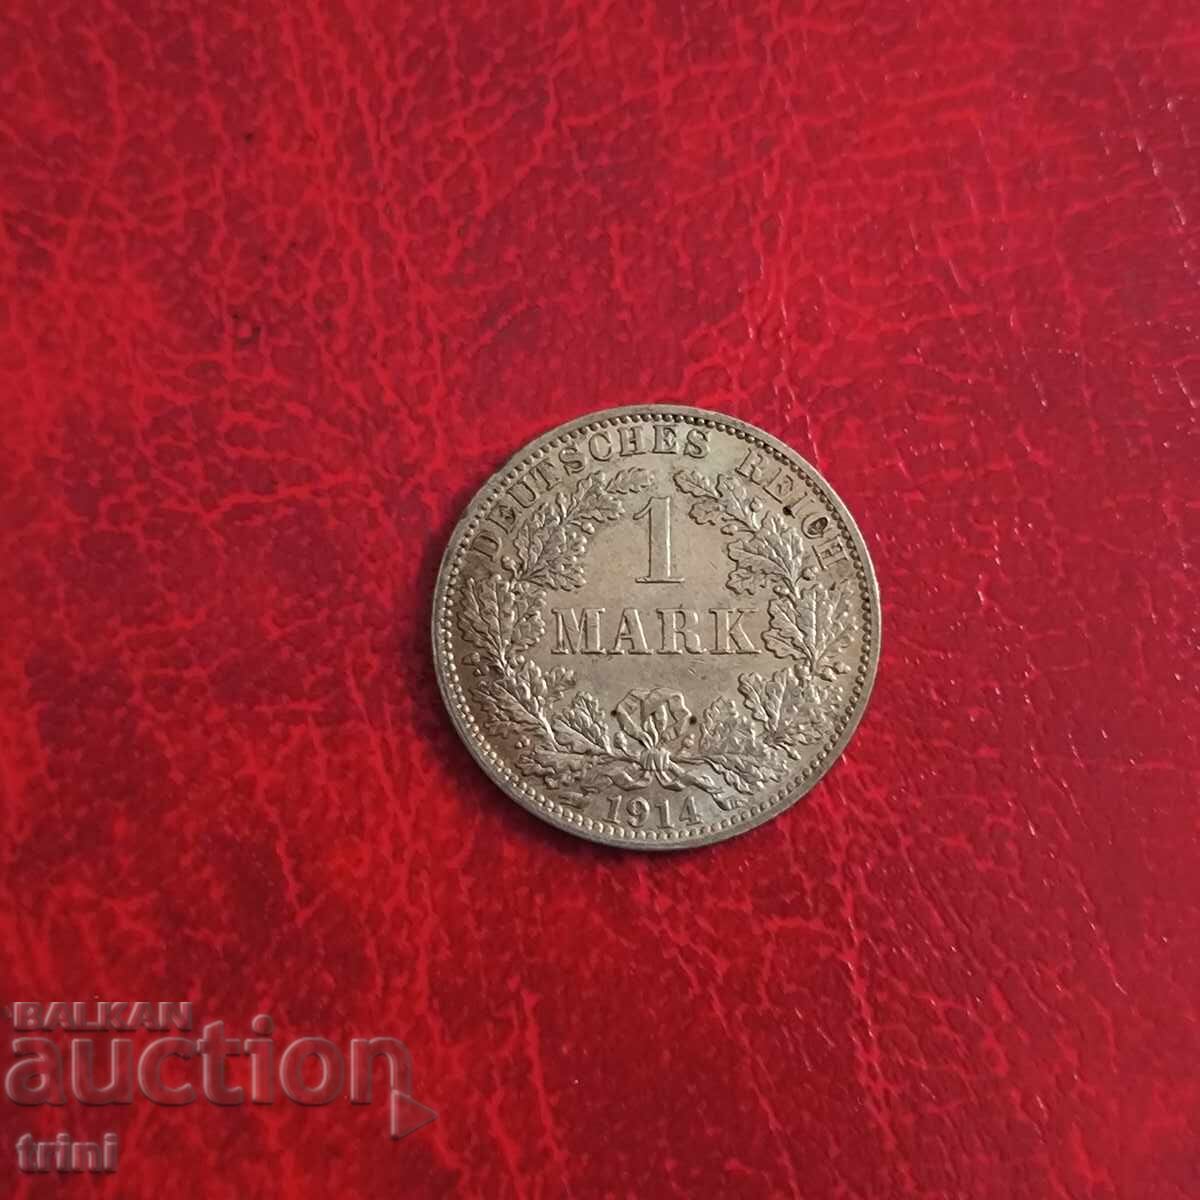 DEUTSCHES REICH
1
MARK
1914
BALKAN
auction
trini